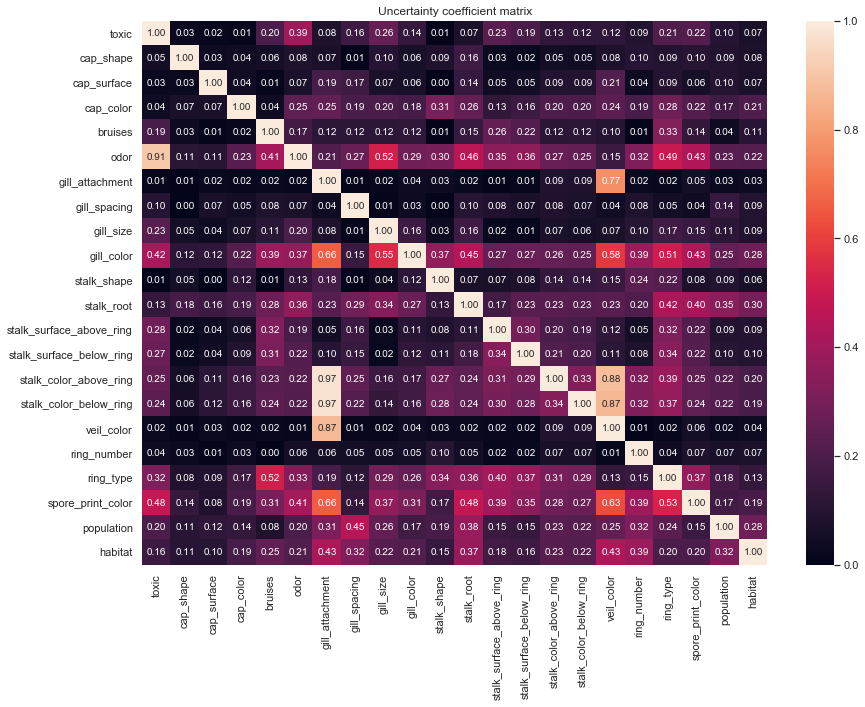 Uncertainty coefficient matrix
toxic 1.00 0.03 0.02 0.01 0.20 0.39 0.08 0.16 0.26 0.14 0.01 0.07 0.23 0.19 0.13 0.12 0.12 0.09 0.21 0.22 0.10 0.07
cap_shape 0.05 1.00 0.03 0.04 0.06 0.08 0.07 0.01 0.10 0.06 0.09 0.16 0.03 0.02 0.05 0.05 0.08 0.10 0.09 0.10 0.09 0.08
cap_surface 0.03 0.03 1.00 0.04 0.01 0.07 0.19 0.17 0.07 0.06 0.00 0.14 0.05 0.05 0.09 0.09 0.21 0.04 0.09 0.06 0.10 0.07
cap_color 0.04 0.07 0.07 1.00 0.04 0.25 0.25 0.19 0.20 0.18 0.31 0.26 0.13 0.16 0.20 0.20 0.24 0.19 0.28 0.22 0.17 0.21
bruises 0.19 0.03 0.01 0.02 1.00 0.17 0.12 0.12 0.12 0.12 0.01 0.15 0.26 0.22 0.12 0.12 0.10 0.01 0.33 0.14 0.04 0.11
odor 0.91 0.11 0.11 0.23 0.41 1.00 0.21 0.27 0.52 0.29 0.30 0.46 0.35 0.36 0.27 0.25 0.15 0.32 0.49 0.43 0.23 0.22
gill_attachment 0.01 0.01 0.02 0.02 0.02 0.02 1.00 0.01 0.02 0.04 0.03 0.02 0.01 0.01 0.09 0.09 0.77 0.02 0.02 0.05 0.03 0.03
gill_spacing 0.10 0.00 0.07 0.05 0.08 0.07 0.04 1.00 0.01 0.03 0.00 0.10 0.08 0.07 0.08 0.07 0.04 0.08 0.05 0.04 0.14 0.09
gill_size 0.23 0.05 0.04 0.07 0.11 0.20 0.08 0.01 1.00 0.16 0.03 0.16 0.02 0.01 0.07 0.06 0.07 0.10 0.17 0.15 0.11 0.09
gill_color 0.42 0.12 0.12 0.22 0.39 0.37 0.66 0.15 0.55 1.00 0.37 0.45 0.27 0.27 0.26 0.25 0.58 0.39 0.51 0.43 0.25 0.28
stalk_shape 0.01 0.05 0.00 0.12 0.01 0.13 0.18 0.01 0.04 0.12 1.00 0.07 0.07 0.08 0.14 0.14 0.15 0.24 0.22 0.08 0.09 0.06
stalk_root 0.13 0.18 0.16 0.19 0.28 0.36 0.23 0.29 0.34 0.27 0.13 1.00 0.17 0.23 0.23 0.23 0.23 0.20 0.42 0.40 0.35 0.30
stalk_surface_above_ring 0.28 0.02 0.04 0.06 0.32 0.19 0.05 0.16 0.03 0.11 0.08 0.11 1.00 0.30 0.20 0.19 0.12 0.05 0.32 0.22 0.09 0.09
stalk_surface_below_ring 0.27 0.02 0.04 0.09 0.31 0.22 0.10 0.15 0.02 0.12 0.11 0.18 0.34 1.00 0.21 0.20 0.11 0.08 0.34 0.22 0.10 0.10
stalk_color_above_ring 0.25 0.06 0.11 0.16 0.23 0.22 0.97 0.25 0.16 0.17 0.27 0.24 0.31 0.29 1.00 0.33 0.88 0.32 0.39 0.25 0.22 0.20
stalk_color_below_ring 0.24 0.06 0.12 0.16 0.24 0.22 0.97 0.22 0.14 0.16 0.28 0.24 0.30 0.28 0.34 1.00 0.87 0.32 0.37 0.24 0.22 0.19
veil_color 0.02 0.01 0.03 0.02 0.02 0.01 0.87 0.01 0.02 0.04 0.03 0.03 0.02 0.02 0.09 0.09 1.00 0.01 0.02 0.06 0.02 0.04
ring_number 0.04 0.03 0.01 0.03 0.00 0.06 0.06 0.05 0.05 0.05 0.10 0.05 0.02 0.02 0.07 0.07 0.01 1.00 0.04 0.07 0.07 0.07
ring_type 0.32 0.08 0.09 0.17 0.52 0.33 0.19 0.12 0.29 0.26 0.34 0.36 0.40 0.37 0.31 0.29 0.13 0.15 1.00 0.37 0.18 0.13
spore_print_color 0.48 0.14 0.08 0.19 0.31 0.41 0.66 0.14 0.37 0.31 0.17 0.48 0.39 0.35 0.28 0.27 0.63 0.39 0.53 1.00 0.17 0.19
population 0.20 0.11 0.12 0.14 0.08 0.20 0.31 0.45 0.26 0.17 0.19 0.38 0.15 0.15 0.23 0.22 0.25 0.32 0.24 0.15 1.00 0.28
habitat 0.16 0.11 0.10 0.19 0.25 0.21 0.43 0.32 0.22 0.21 0.15 0.37 0.18 0.16 0.23 0.22 0.43 0.39 0.20 0.20 0.32 1.00
toxic
cap_shape
cap_surface
cap_color
bruises
odor
gill_attachment
gill_spacing
gill_size
gill_color
stalk_shape
stalk_root
stalk_surface_above_ring
stalk_surface_below_ring
stalk_color_above_ring
stalk_color_below_ring
veil_color
ring_number
ring_type
spore_print_color
population
habitat
1.0
0.8
0.6
0.4
0.2
0.0